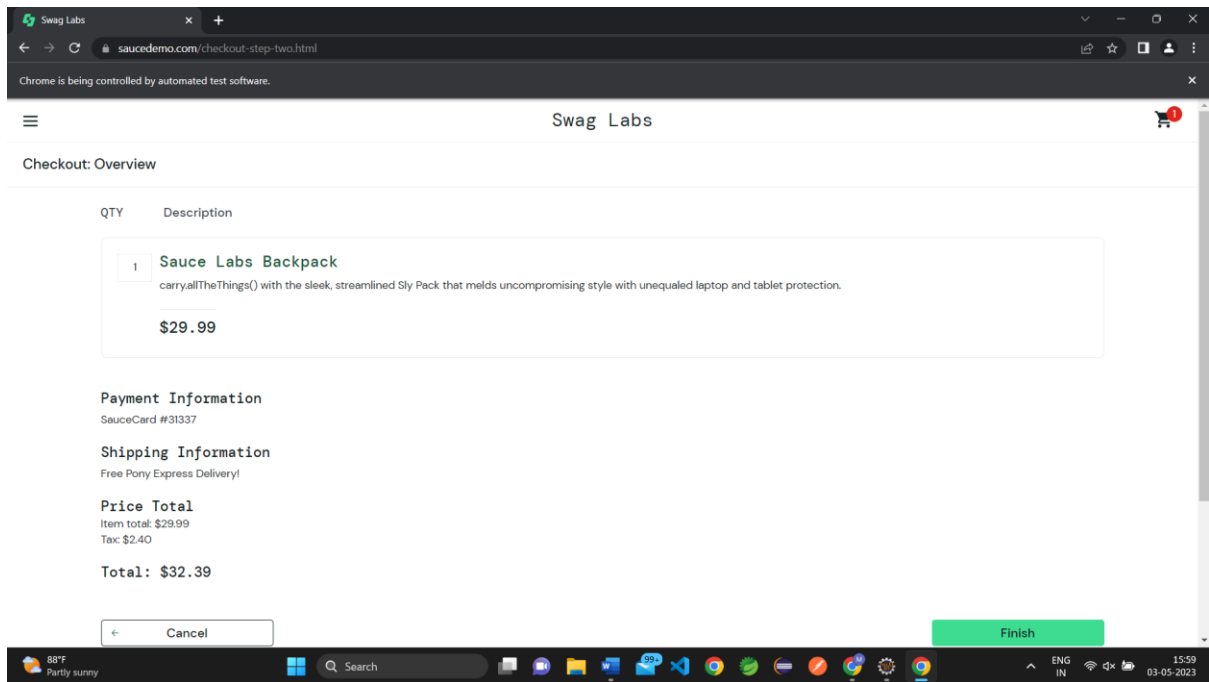 Swag Labs
saucedemo.com/checkout-step-two.html
Chrome is being controlled by automated test software.
Swag Labs
1
Checkout: Overview
QTY Description
1 Sauce Labs Backpack
carry.allTheThings() with the sleek, streamlined Sly Pack that melds uncompromising style with unequaled laptop and tablet protection.
$29.99
Payment Information
SauceCard #31337
Shipping Information
Free Pony Express Delivery!
Price Total
Item total: $29.99
Tax: $2.40
Total: $32.39
Cancel Finish
88°F
Partly sunny
Search
99+
M
ENG
IN
15:59
03-05-2023